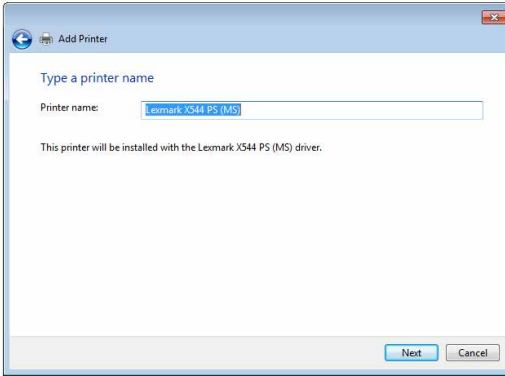 Add Printer
Type a printer name
Printer name: Lexmark X544 PS (MS)
This printer will be installed with the Lexmark X544 PS (MS) driver.
Next Cancel